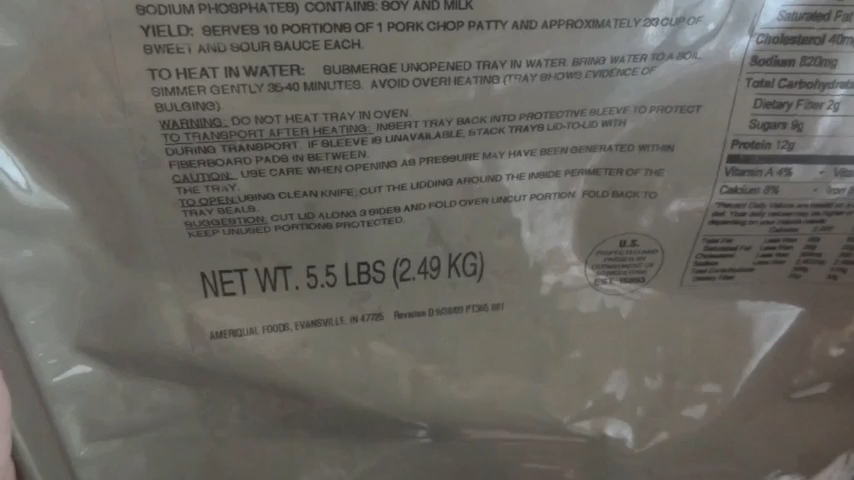 SODIUM PHOSPHATES) CONTAINS: SOY AND MILK
YIELD: SERVES 10 PORTIONS OF 1 PORK CHOP PATTY AND APPROXIMATELY 2/3 CUP OF
SWEET AND SOUR SAUCE EACH.
TO HEAT IN WATER: SUBMERGE UNOPENED TRAY IN WATER. BRING WATER TO A BOIL.
SIMMER GENTLY 35-40 MINUTES. AVOID OVERHEATING (TRAY SHOWS EVIDENCE OF
BULGING).
WARNING: DO NOT HEAT TRAY IN OVEN.
TO TRANSPORT AFTER HEATING: INSERT TRAY BACK INTO PROTECTIVE SLEEVE TO PROTECT
DURING TRANSPORT. IF SLEEVE IS UNAVAILABLE, STACK TRAYS LID-TO-LID WITH
FIBERBOARD PADS IN BETWEEN.
CAUTION: USE CARE WHEN OPENING AS PRESSURE MAY HAVE BEEN GENERATED WITHIN
THE TRAY.
TO OPEN: USING CLEAN KNIFE, CUT THE LIDDING AROUND THE INSIDE PERIMETER OF THE
TRAY SEALS.
SUGGESTION: CUT LID ALONG 3 SIDES AND FOLD OVER UNCUT PORTION. FOLD BACK TO
KEEP UNUSED PORTIONS PROTECTED.
NET WT. 5.5 LBS (2.49 KG)
AMERIQUAL FOODS, EVANSVILLE, IN 47725 Revision D
U.S.
DEPARTMENT OF
EST.
Saturated Fat
Cholesterol 40m
Sodium 820mg
Total Carbohydrate
Dietary Fiber 2g
Sugars 9g
Protein 12g
Vitamin A 4% • Vita
Calcium 8% • Iron